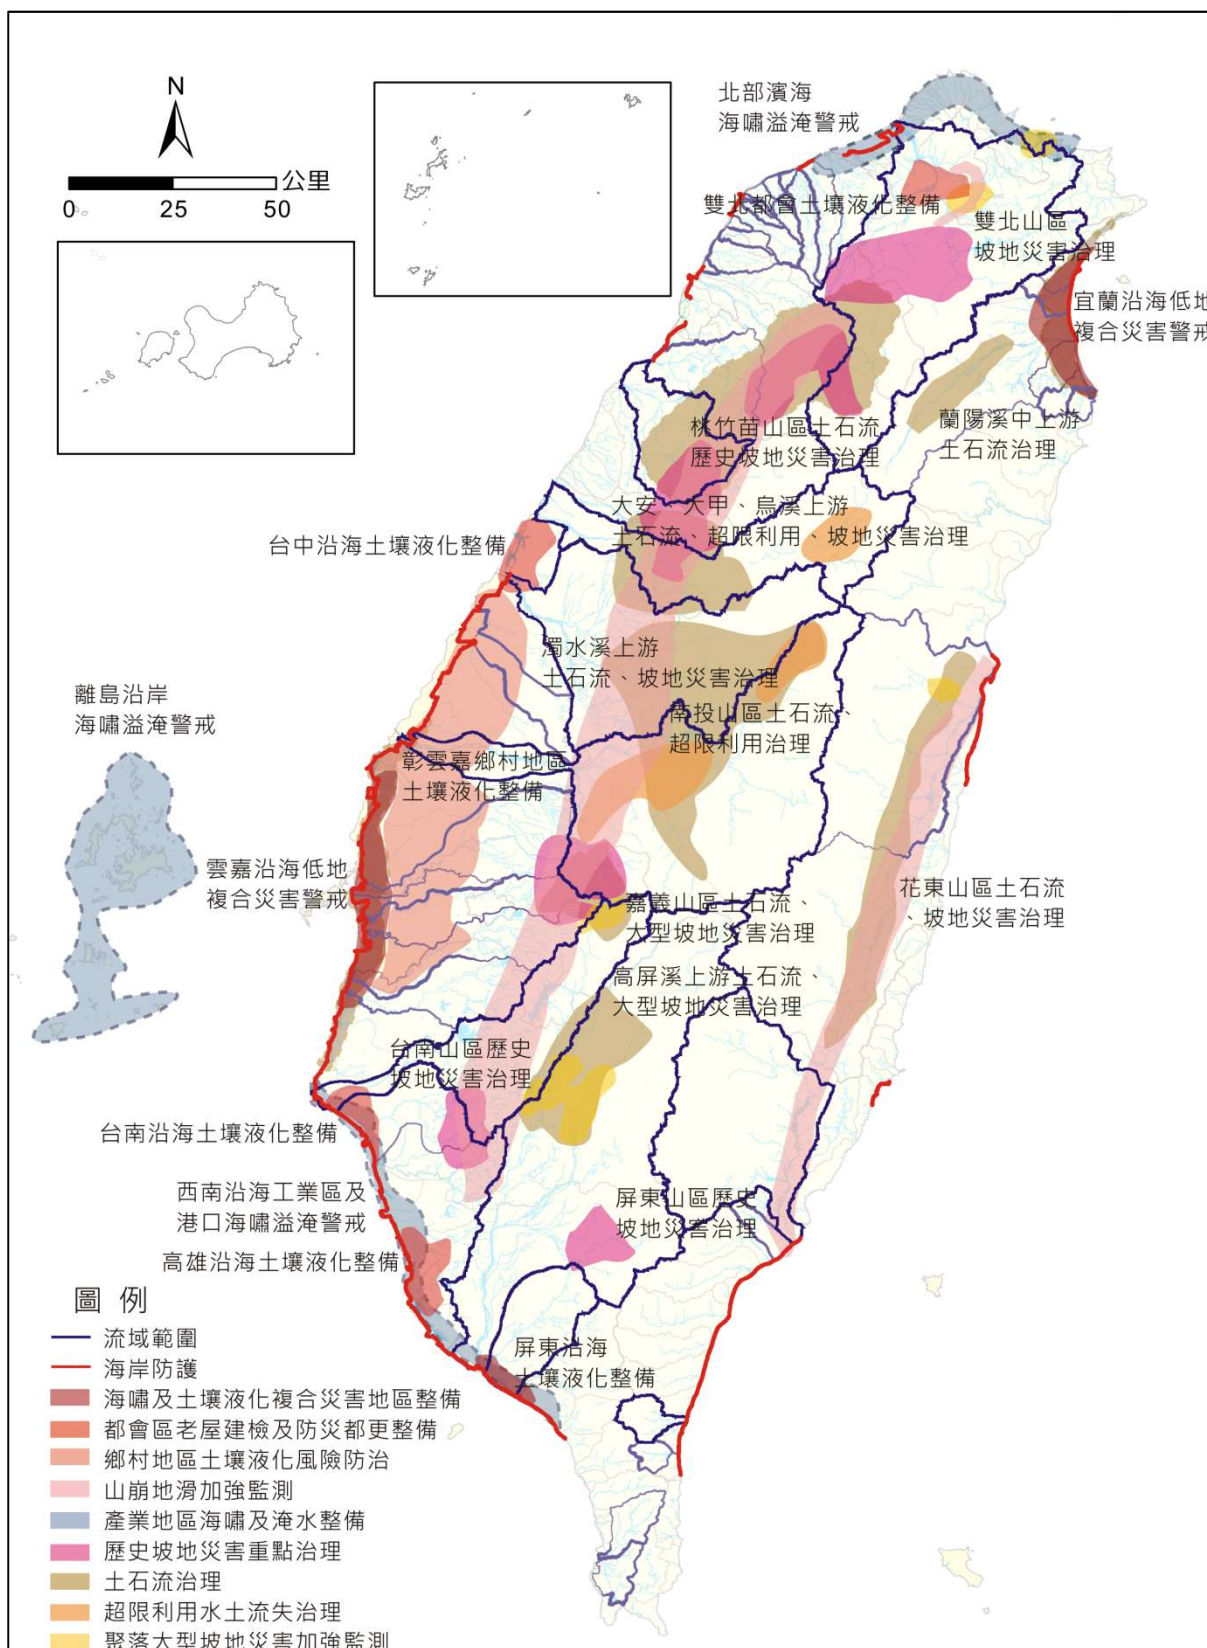 N
公里
0 25 50
北部濱海
海嘯溢淹警戒
雙北都會土壤液化整備
雙北山區
坡地災害治理
宜蘭沿海低地
複合災害警戒
蘭陽溪中上游
土石流治理
桃竹苗山區土石流
歷史坡地災害治理
大安、大甲、烏溪上游
土石流、超限利用、坡地災害治理
台中沿海土壤液化整備
濁水溪上游
土石流、坡地災害治理
南投山區土石流、
超限利用治理
離島沿岸
海嘯溢淹警戒
彰雲嘉鄉村地區
土壤液化整備
雲嘉沿海低地
複合災害警戒
花東山區土石流
、坡地災害治理
嘉義山區土石流、
大型坡地災害治理
高屏溪上游土石流、
大型坡地災害治理
台南山區歷史
坡地災害治理
台南沿海土壤液化整備
西南沿海工業區及
港口海嘯溢淹警戒
屏東山區歷史
坡地災害治理
高雄沿海土壤液化整備
屏東沿海
土壤液化整備
圖 例
流域範圍
海岸防護
海嘯及土壤液化複合災害地區整備
都會區老屋建檢及防災都更整備
鄉村地區土壤液化風險防治
山崩地滑加強監測
產業地區海嘯及淹水整備
歷史坡地災害重點治理
土石流治理
超限利用水土流失治理
聚落大型坡地災害加強監測